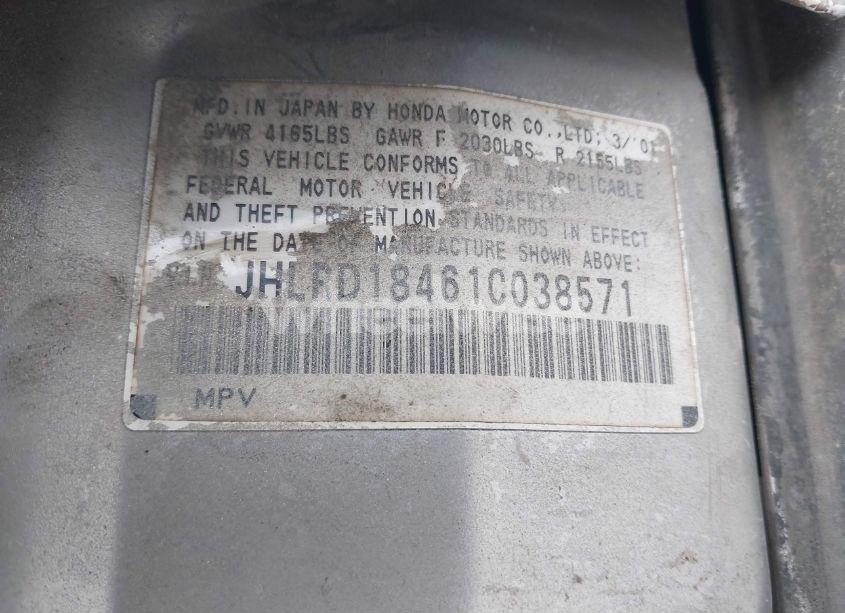 MFD. IN JAPAN BY HONDA MOTOR CO., LTD; 3/'01
GVWR 4165LBS GAWR F 2030LBS R 2155LBS
THIS VEHICLE CONFORMS TO ALL APPLICABLE
FEDERAL MOTOR VEHICLE SAFETY,
AND THEFT PREVENTION STANDARDS IN EFFECT
ON THE DATE OF MANUFACTURE SHOWN ABOVE:
JHLRD18461C038571
MPV